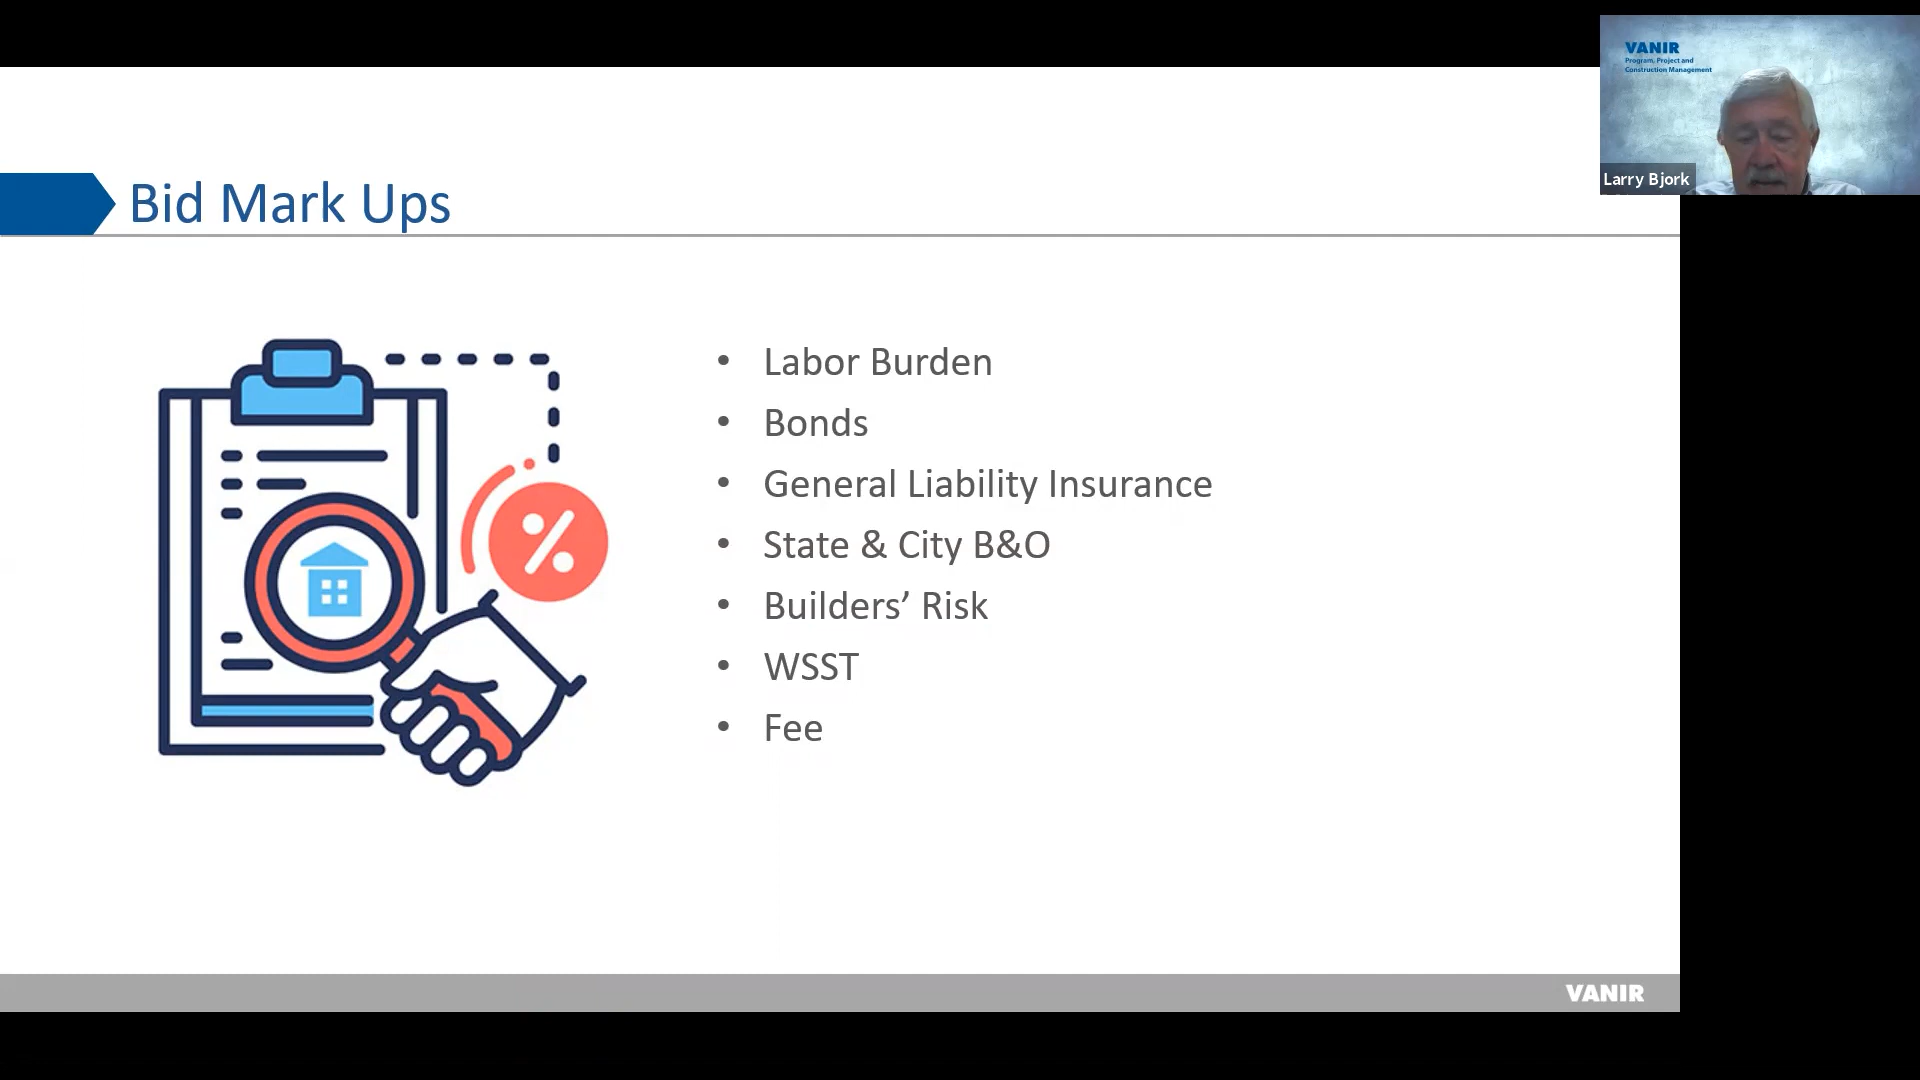 VANIR
Program, Project and
Construction Management
Larry Bjork
Bid Mark Ups
• Labor Burden
• Bonds
• General Liability Insurance
• State & City B&O
• Builders’ Risk
• WSST
• Fee
%
VANIR